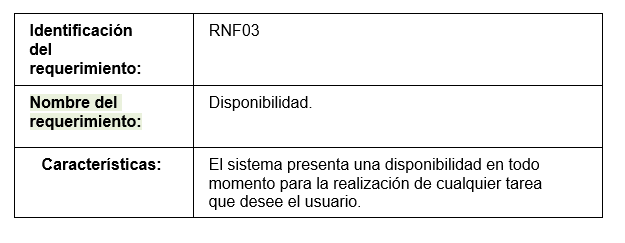 Identificación
del
requerimiento:
RNF03
Nombre del
requerimiento:
Disponibilidad.
Características:
El sistema presenta una disponibilidad en todo
momento para la realización de cualquier tarea
que desee el usuario.